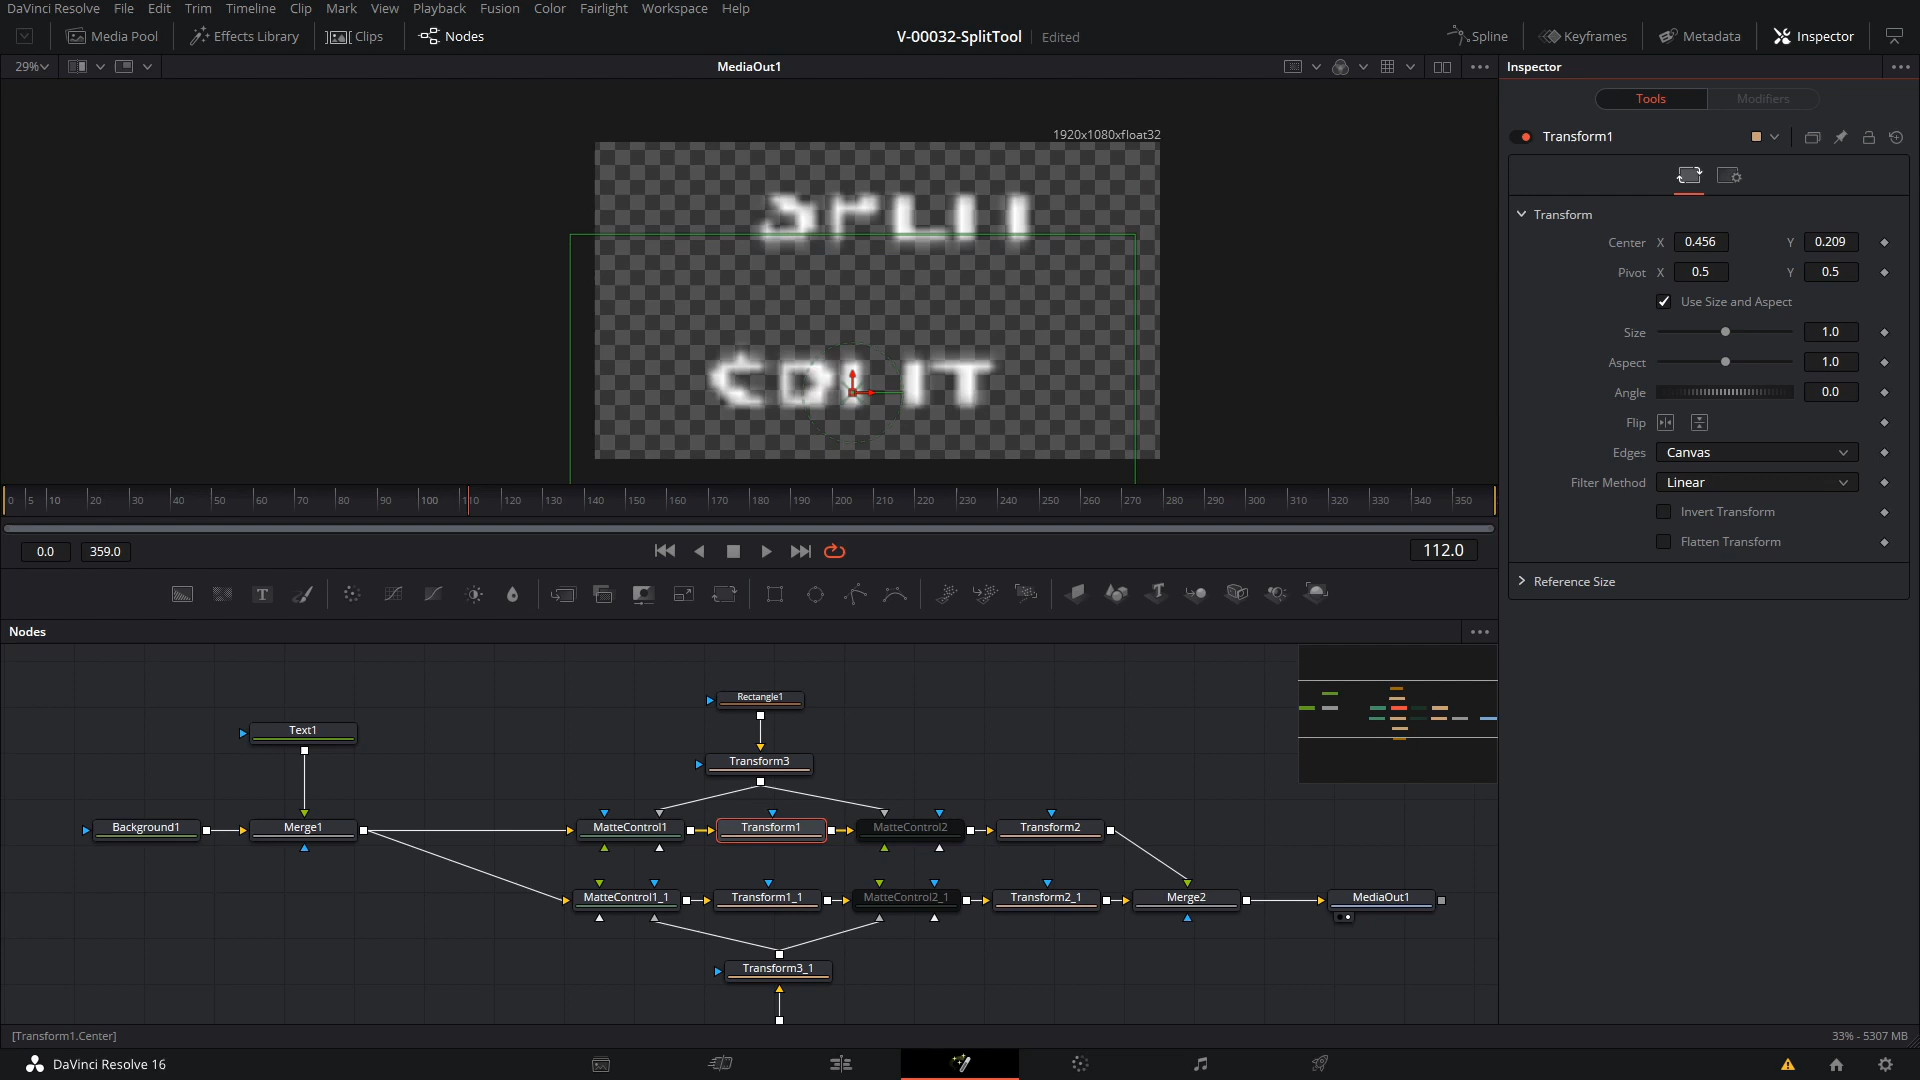 DaVinci Resolve File Edit Trim Timeline Clip Mark View Playback Fusion Color Fairlight Workspace Help
Media Pool Effects Library Clips Nodes V-00032-SplitTool Edited Spline Keyframes Metadata Inspector
29% MediaOut1 Inspector
Tools Modifiers
1920x1080xfloat32
Transform1
Transform
Center X 0.456 Y 0.209
Pivot X 0.5 Y 0.5
Use Size and Aspect
Size 1.0
Aspect 1.0
Angle 0.0
Flip
Edges Canvas
Filter Method Linear
Invert Transform
Flatten Transform
Reference Size
0 5 10 20 30 40 50 60 70 80 90 100 110 120 130 140 150 160 170 180 190 200 210 220 230 240 250 260 270 280 290 300 310 320 330 340 350
0.0 359.0 112.0
Nodes
Rectangle1
Text1
Transform3
Background1 Merge1 MatteControl1 Transform1 MatteControl2 Transform2
MatteControl1_1 Transform1_1 MatteControl2_1 Transform2_1 Merge2 MediaOut1
Transform3_1
[Transform1.Center] 33% - 5307 MB
DaVinci Resolve 16